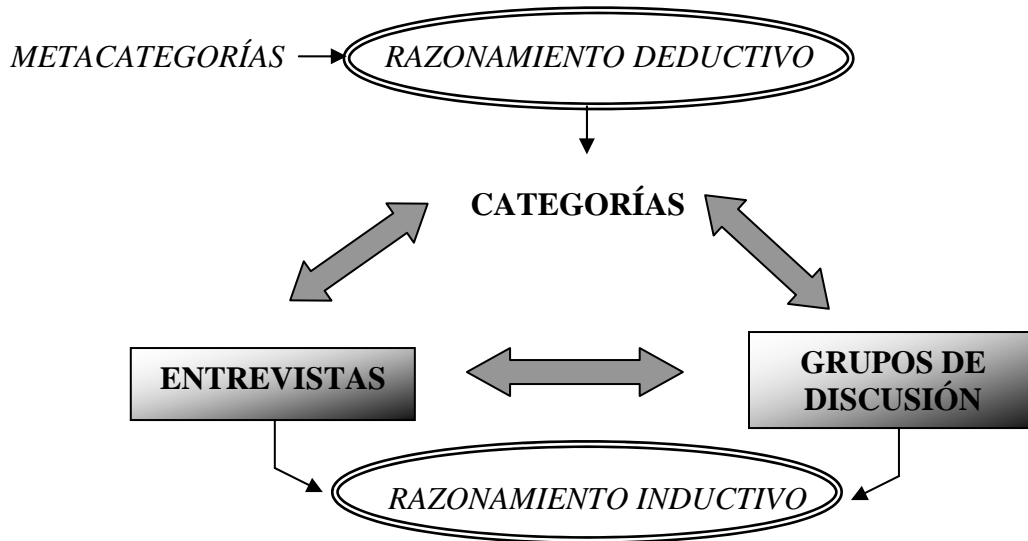 METACATEGORÍAS
RAZONAMIENTO DEDUCTIVO
CATEGORÍAS
ENTREVISTAS
GRUPOS DE
DISCUSIÓN
RAZONAMIENTO INDUCTIVO